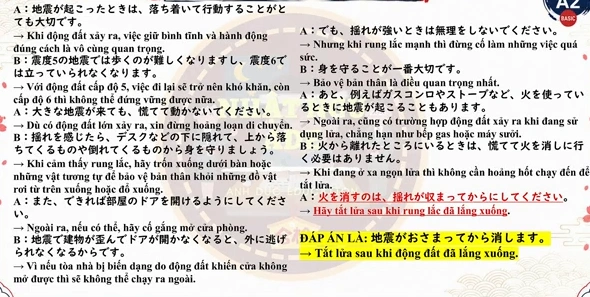 A：地震が起こったときは、落ち着いて行動することがと
ても大切です。
→ Khi động đất xảy ra, việc giữ bình tĩnh và hành động
đúng cách là vô cùng quan trọng.
B：震度5の地震では歩くのが難しくなりますし、震度6で
は立っていられなくなります。
→ Với động đất cấp độ 5, việc đi lại sẽ trở nên khó khăn, còn
cấp độ 6 thì không thể đứng vững được nữa.
A：大きな地震が来ても、慌てて動かないでください。
→ Dù có động đất lớn xảy ra, xin đừng hoảng loạn di chuyển.
B：揺れを感じたら、デスクなどの下に隠れて、上から落
ちてくるものや倒れてくるものから身を守りましょう。
→ Khi cảm thấy rung lắc, hãy trốn xuống dưới bàn hoặc
những vật tương tự để bảo vệ bản thân khỏi những đồ vật
rơi từ trên xuống hoặc đổ xuống.
A：また、できれば部屋のドアを開けるようにしてくださ
い。
→ Ngoài ra, nếu có thể, hãy cố gắng mở cửa phòng.
B：地震で建物が歪んでドアが開かなくなると、外に逃げ
られなくなるからです。
→ Vì nếu tòa nhà bị biến dạng do động đất khiến cửa không
mở được thì sẽ không thể chạy ra ngoài.
A：でも、揺れが強いときは無理をしないでください。
→ Nhưng khi rung lắc mạnh thì đừng cố làm những việc quá
sức.
B：身を守ることが一番大切です。
→ Bảo vệ bản thân là điều quan trọng nhất.
A：あと、例えばガスコンロやストーブなど、火を使っ
ているときに地震が起こることもあります。
→ Ngoài ra, cũng có trường hợp động đất xảy ra khi đang sử
dụng lửa, chẳng hạn như bếp gas hoặc máy sưởi.
B：火から離れたところにいるときは、慌てて火を消しに行
く必要はありません。
→ Khi đang ở xa ngọn lửa thì không cần hoảng hốt chạy đến để
tắt lửa.
A：火を消すのは、揺れが収まってからにしてください。
→ Hãy tắt lửa sau khi rung lắc đã lắng xuống.
ĐÁP ÁN LÀ: 地震がおさまってから消します。
→ Tắt lửa sau khi động đất đã lắng xuống.
A2
BASIC